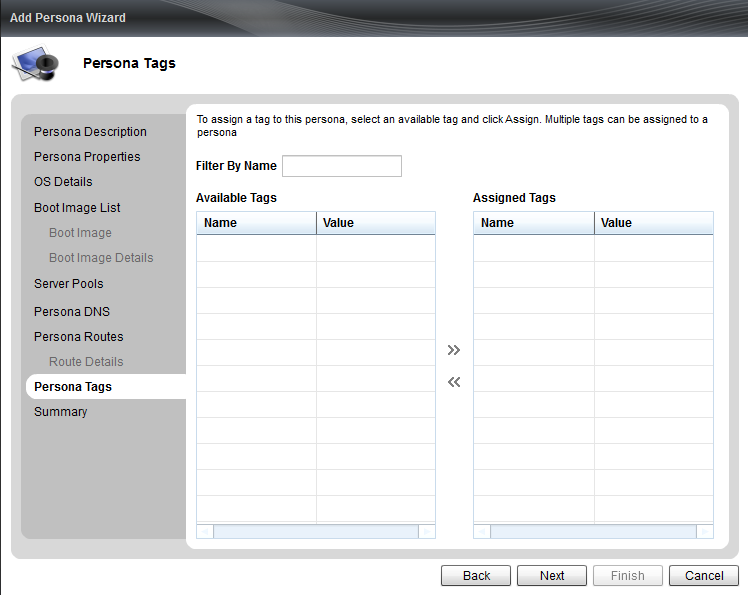 Add Persona Wizard
Persona Tags
Persona Description
Persona Properties
OS Details
Boot Image List
Boot Image
Boot Image Details
Server Pools
Persona DNS
Persona Routes
Route Details
Persona Tags
Summary
To assign a tag to this persona, select an available tag and click Assign. Multiple tags can be assigned to a
persona
Filter By Name
Available Tags
Name Value
Assigned Tags
Name Value
Back Next Finish Cancel